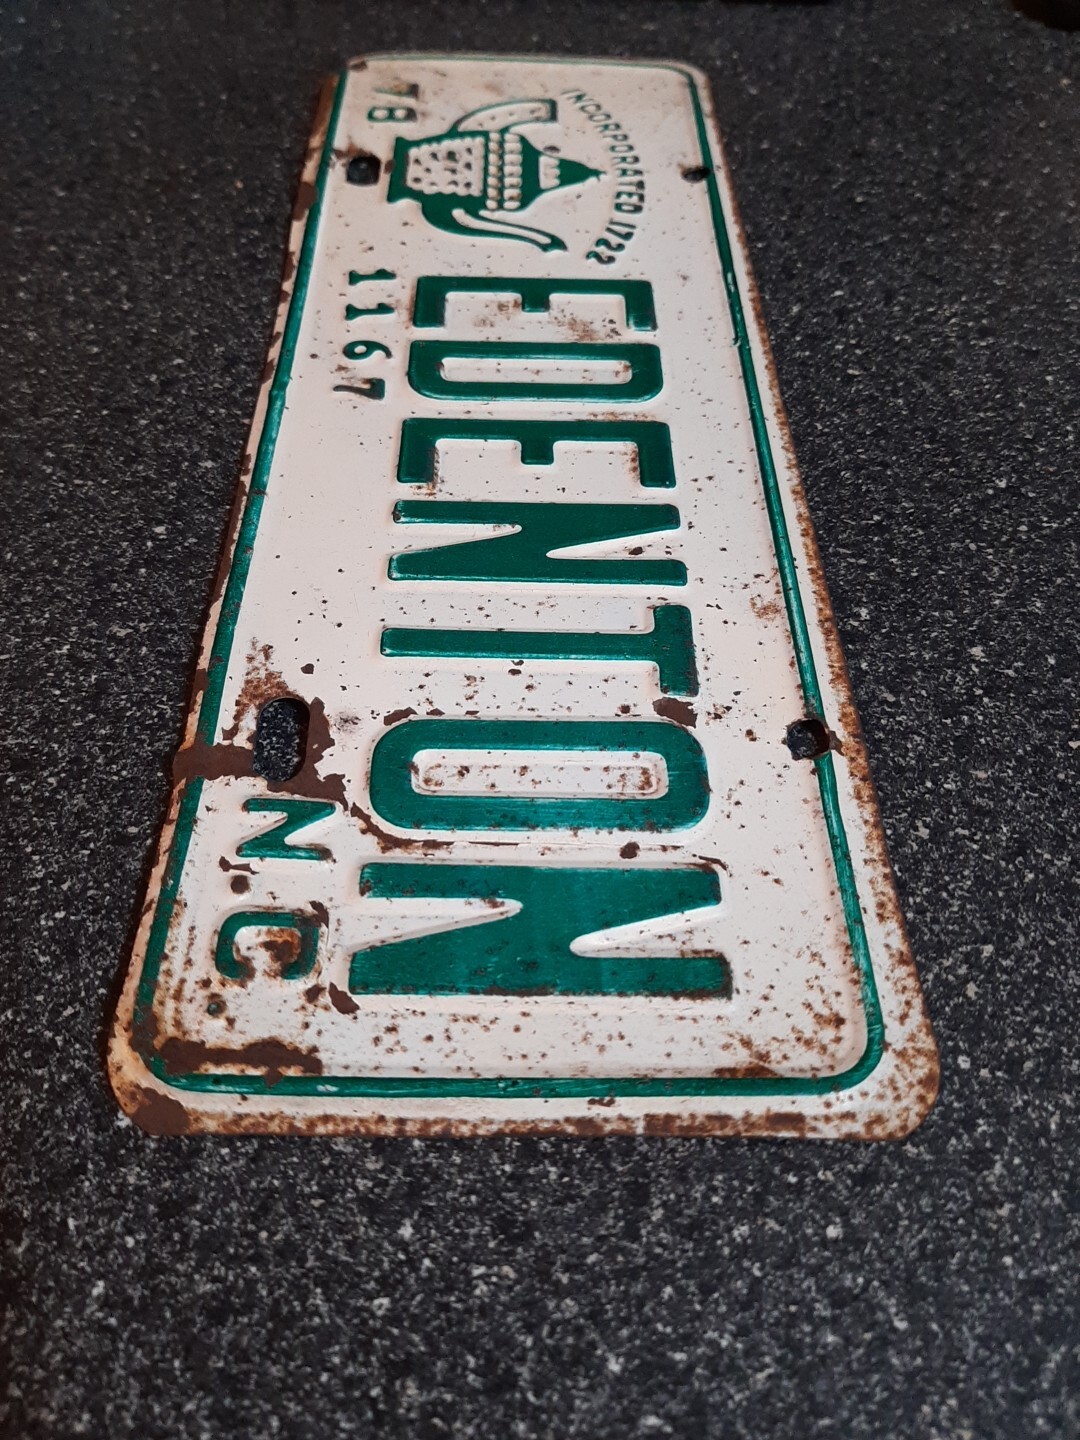 INCORPORATED 1722
EDENTON
78
1167
N.C.